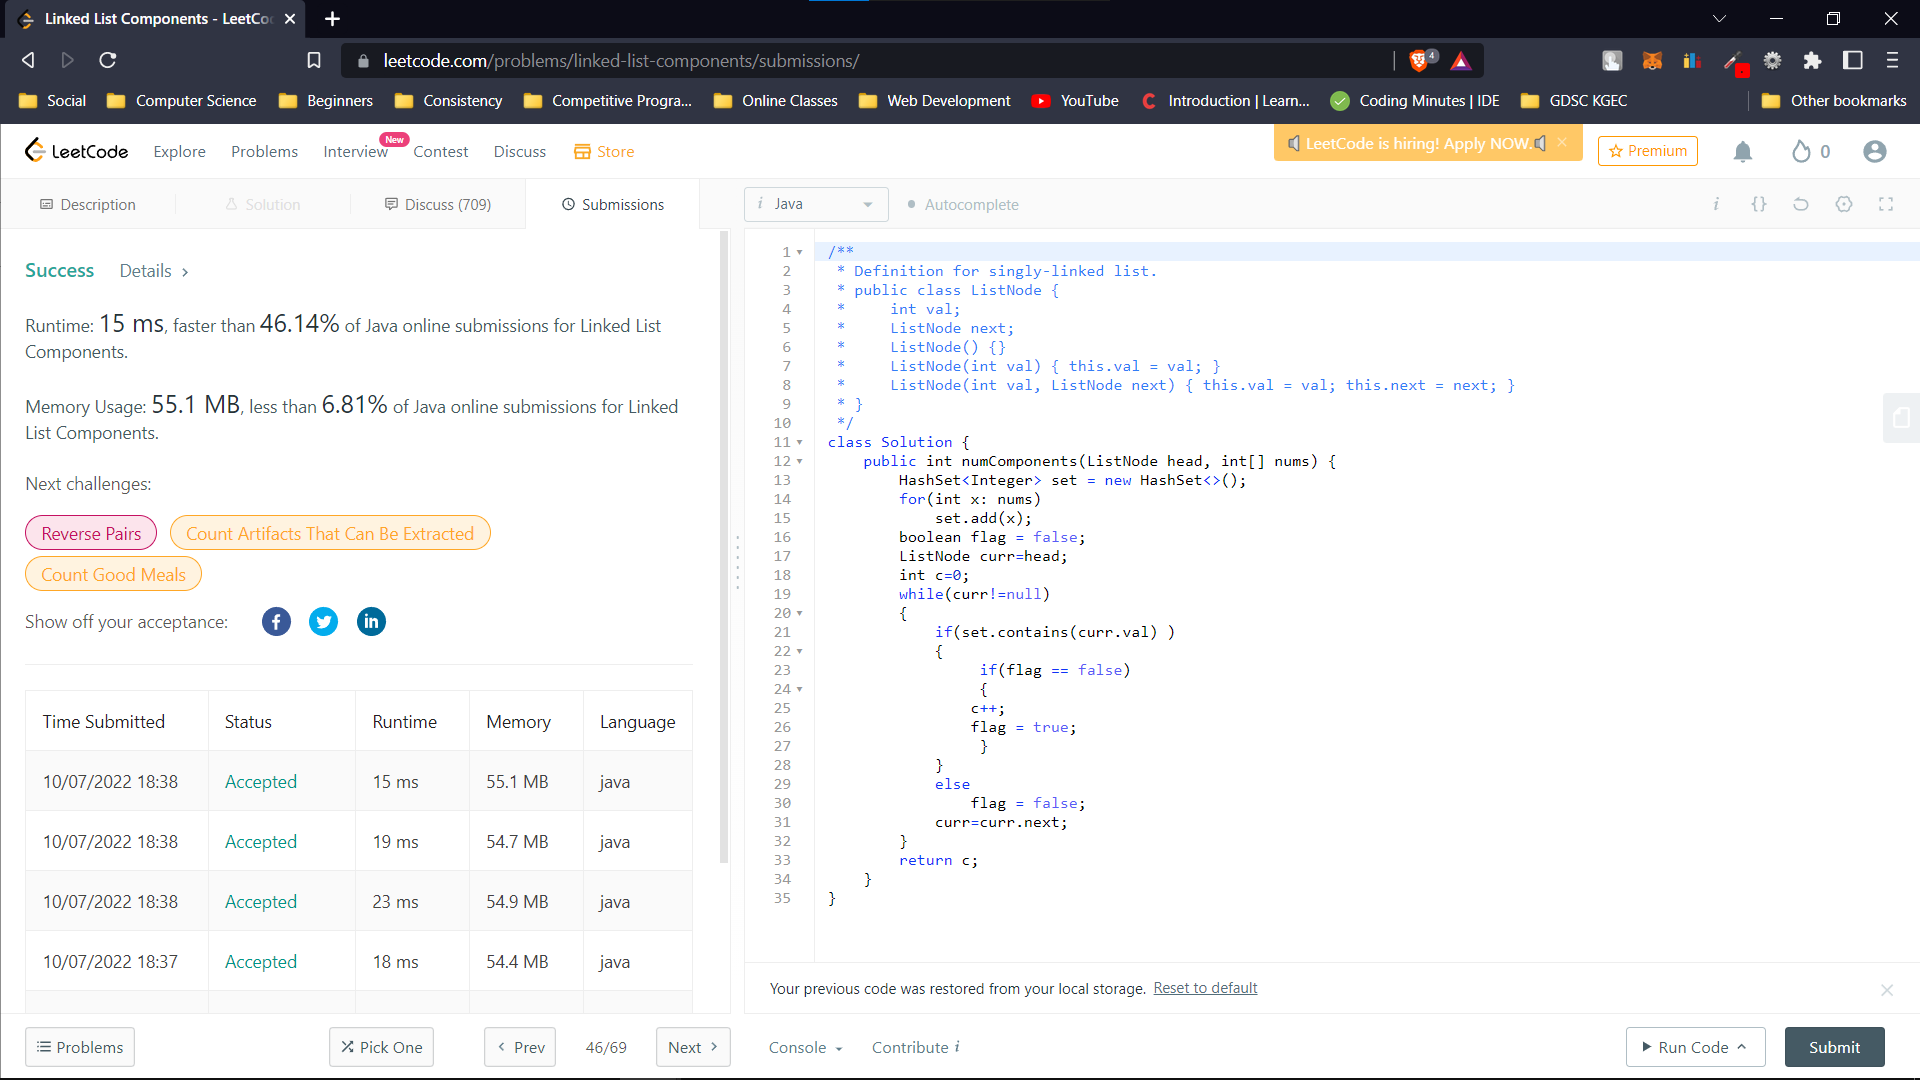 Linked List Components - LeetCo
leetcode.com/problems/linked-list-components/submissions/
4
Social Computer Science Beginners Consistency Competitive Progra... Online Classes Web Development YouTube Introduction | Learn... Coding Minutes | IDE GDSC KGEC Other bookmarks
LeetCode Explore Problems Interview New Contest Discuss Store LeetCode is hiring! Apply NOW. Premium 0
Description Solution Discuss (709) Submissions
i Java Autocomplete
Success Details >
Runtime: 15 ms, faster than 46.14% of Java online submissions for Linked List
Components.
Memory Usage: 55.1 MB, less than 6.81% of Java online submissions for Linked
List Components.
Next challenges:
Reverse Pairs Count Artifacts That Can Be Extracted
Count Good Meals
Show off your acceptance:
Time Submitted Status Runtime Memory Language
10/07/2022 18:38 Accepted 15 ms 55.1 MB java
10/07/2022 18:38 Accepted 19 ms 54.7 MB java
10/07/2022 18:38 Accepted 23 ms 54.9 MB java
10/07/2022 18:37 Accepted 18 ms 54.4 MB java
1 /**
2 * Definition for singly-linked list.
3 * public class ListNode {
4 *     int val;
5 *     ListNode next;
6 *     ListNode() {}
7 *     ListNode(int val) { this.val = val; }
8 *     ListNode(int val, ListNode next) { this.val = val; this.next = next; }
9 * }
10 */
11 class Solution {
12 public int numComponents(ListNode head, int[] nums) {
13 HashSet<Integer> set = new HashSet<>();
14 for(int x: nums)
15 set.add(x);
16 boolean flag = false;
17 ListNode curr=head;
18 int c=0;
19 while(curr!=null)
20 {
21 if(set.contains(curr.val) )
22 {
23 if(flag == false)
24 {
25 c++;
26 flag = true;
27 }
28 }
29 else
30 flag = false;
31 curr=curr.next;
32 }
33 return c;
34 }
35 }
Your previous code was restored from your local storage. Reset to default
Problems Pick One Prev 46/69 Next Console Contribute i Run Code Submit